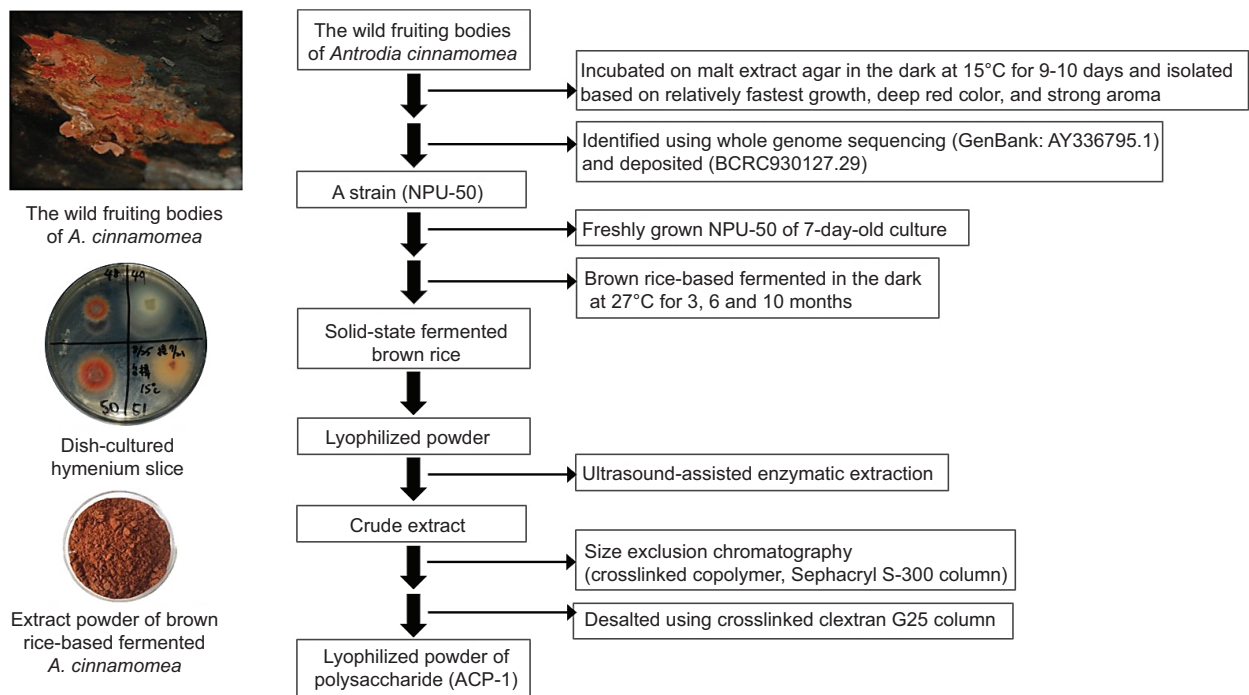 The wild fruiting bodies
of A. cinnamomea
48 49
15°c
50 51
Dish-cultured
hymenium slice
Extract powder of brown
rice-based fermented
A. cinnamomea
The wild fruiting bodies
of Antrodia cinnamomea
Incubated on malt extract agar in the dark at 15°C for 9-10 days and isolated
based on relatively fastest growth, deep red color, and strong aroma
Identified using whole genome sequencing (GenBank: AY336795.1)
and deposited (BCRC930127.29)
A strain (NPU-50)
Freshly grown NPU-50 of 7-day-old culture
Brown rice-based fermented in the dark
at 27°C for 3, 6 and 10 months
Solid-state fermented
brown rice
Lyophilized powder
Ultrasound-assisted enzymatic extraction
Crude extract
Size exclusion chromatography
(crosslinked copolymer, Sephacryl S-300 column)
Desalted using crosslinked clextran G25 column
Lyophilized powder of
polysaccharide (ACP-1)